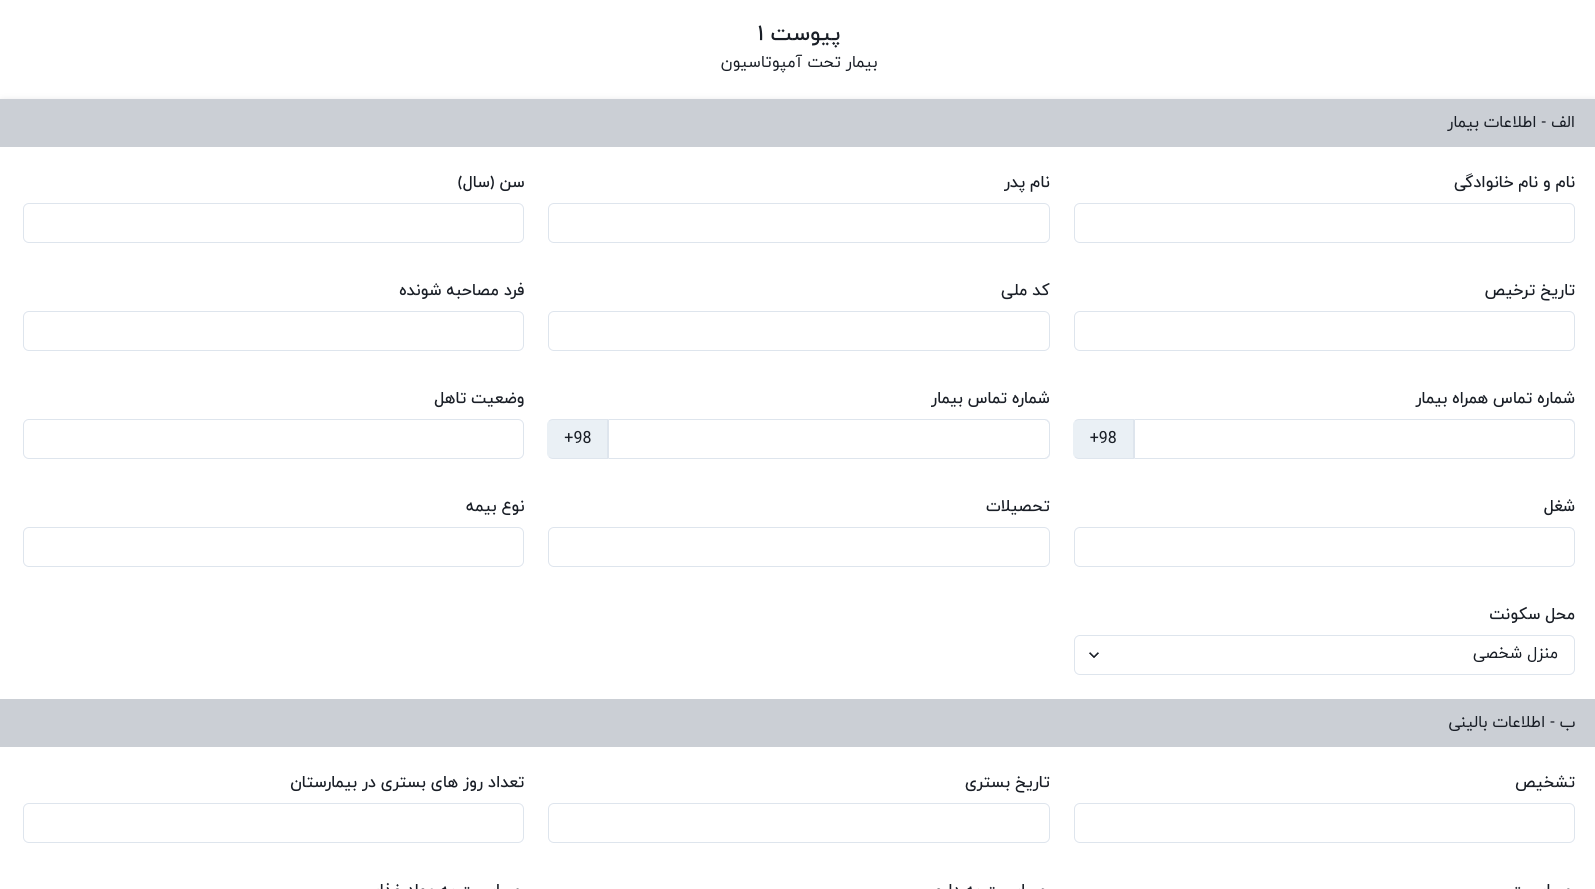 پیوست ۱
بیمار تحت آمپوتاسیون
الف - اطلاعات بیمار
نام و نام خانوادگی
نام پدر
سن (سال)
تاریخ ترخیص
کد ملی
فرد مصاحبه شونده
شماره تماس همراه بیمار
+98
شماره تماس بیمار
+98
وضعیت تاهل
شغل
تحصیلات
نوع بیمه
محل سکونت
منزل شخصی
ب - اطلاعات بالینی
تشخیص
تاریخ بستری
تعداد روز های بستری در بیمارستان